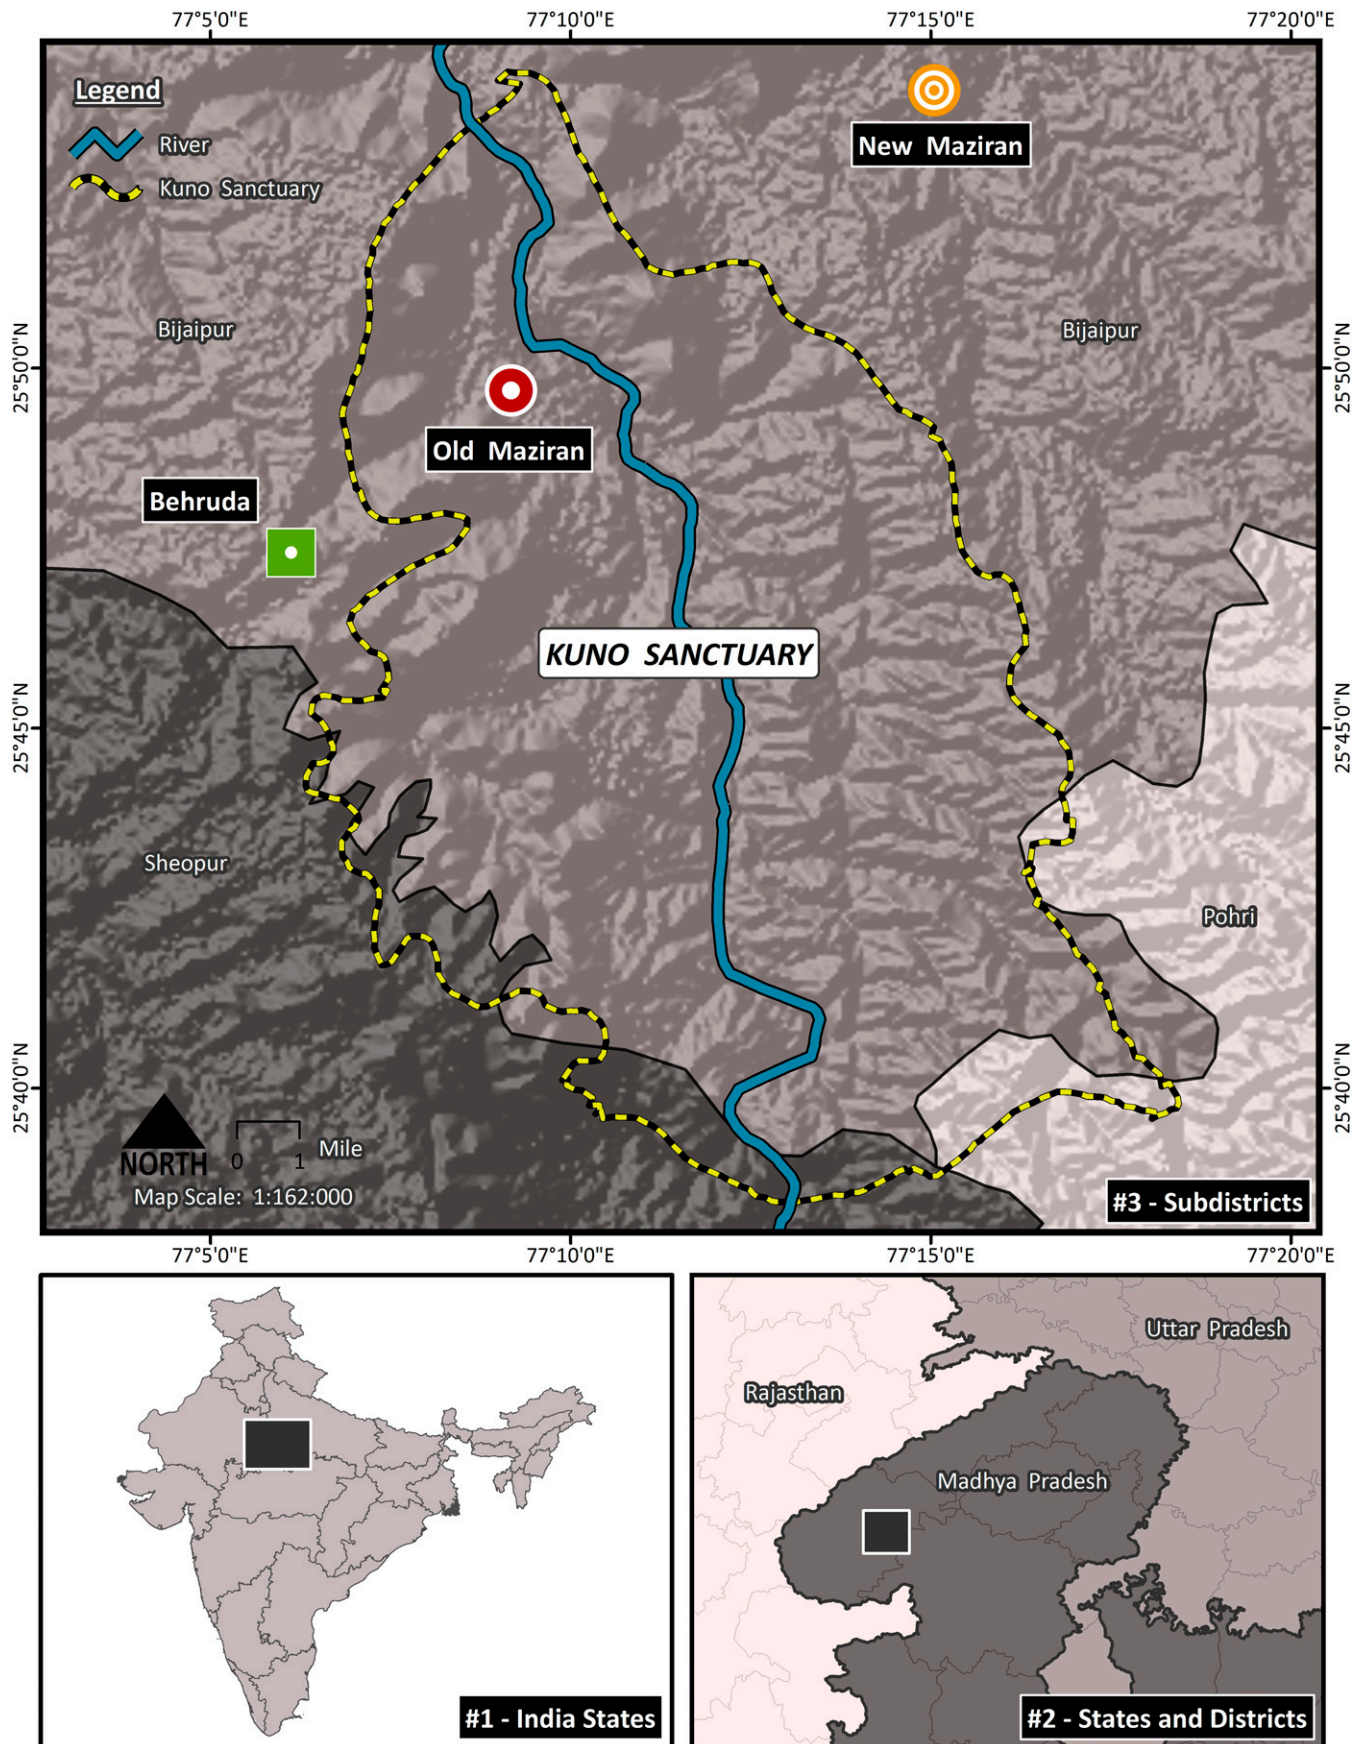 77°5'0"E
77°10'0"E
77°15'0"E
77°20'0"E
Legend
River
Kuno Sanctuary
New Maziran
Bijaipur
Bijaipur
25°50'0"N
25°50'0"N
Old Maziran
Behruda
KUNO SANCTUARY
25°45'0"N
25°45'0"N
Sheopur
Pohri
25°40'0"N
25°40'0"N
NORTH
0 1 Mile
Map Scale: 1:162:000
#3 - Subdistricts
77°5'0"E
77°10'0"E
77°15'0"E
77°20'0"E
#1 - India States
Uttar Pradesh
Rajasthan
Madhya Pradesh
#2 - States and Districts